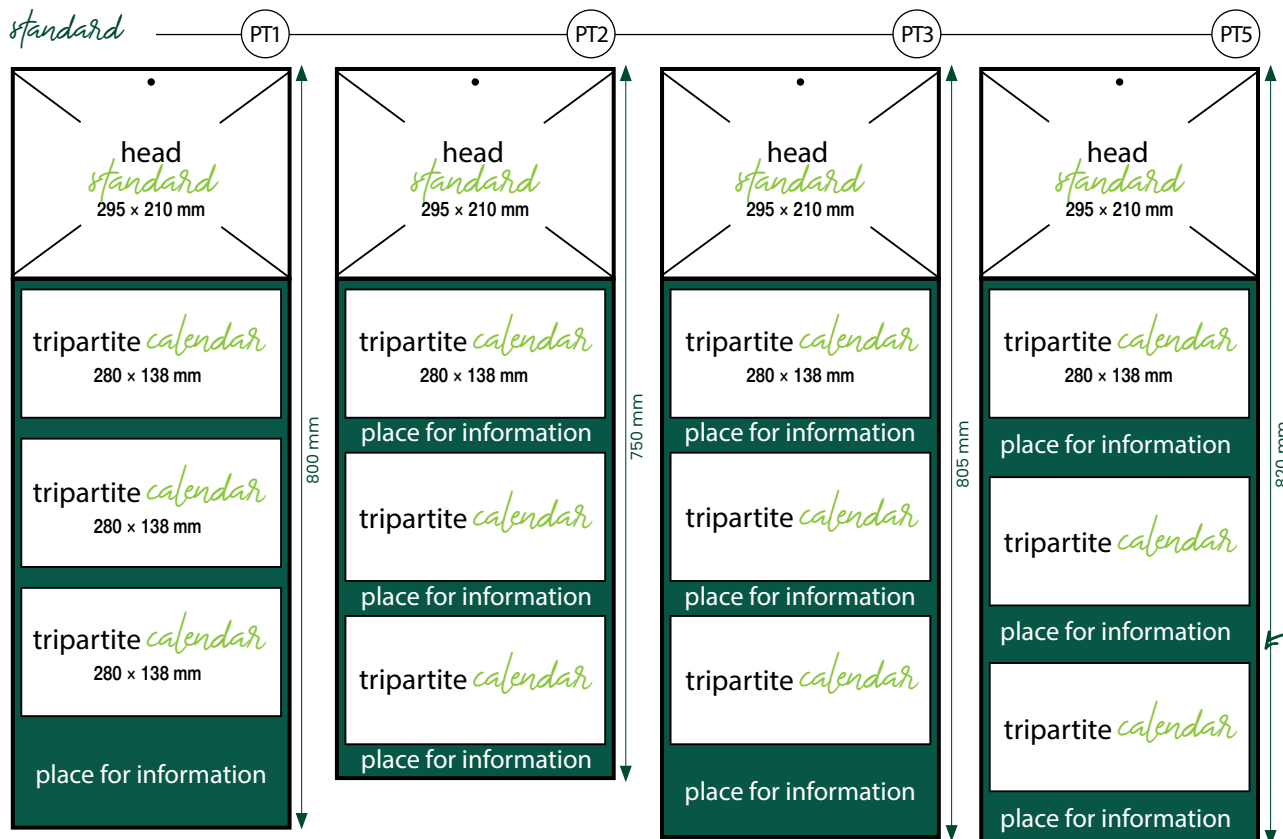 standard
PT1
PT2
PT3
PT5
head
standard
295 × 210 mm
tripartite calendar
280 × 138 mm
tripartite calendar
280 × 138 mm
tripartite calendar
280 × 138 mm
place for information
800 mm
head
standard
295 × 210 mm
tripartite calendar
280 × 138 mm
place for information
tripartite calendar
place for information
tripartite calendar
place for information
750 mm
head
standard
295 × 210 mm
tripartite calendar
280 × 138 mm
place for information
tripartite calendar
place for information
tripartite calendar
place for information
805 mm
head
standard
295 × 210 mm
tripartite calendar
280 × 138 mm
place for information
tripartite calendar
place for information
tripartite calendar
place for information
mm